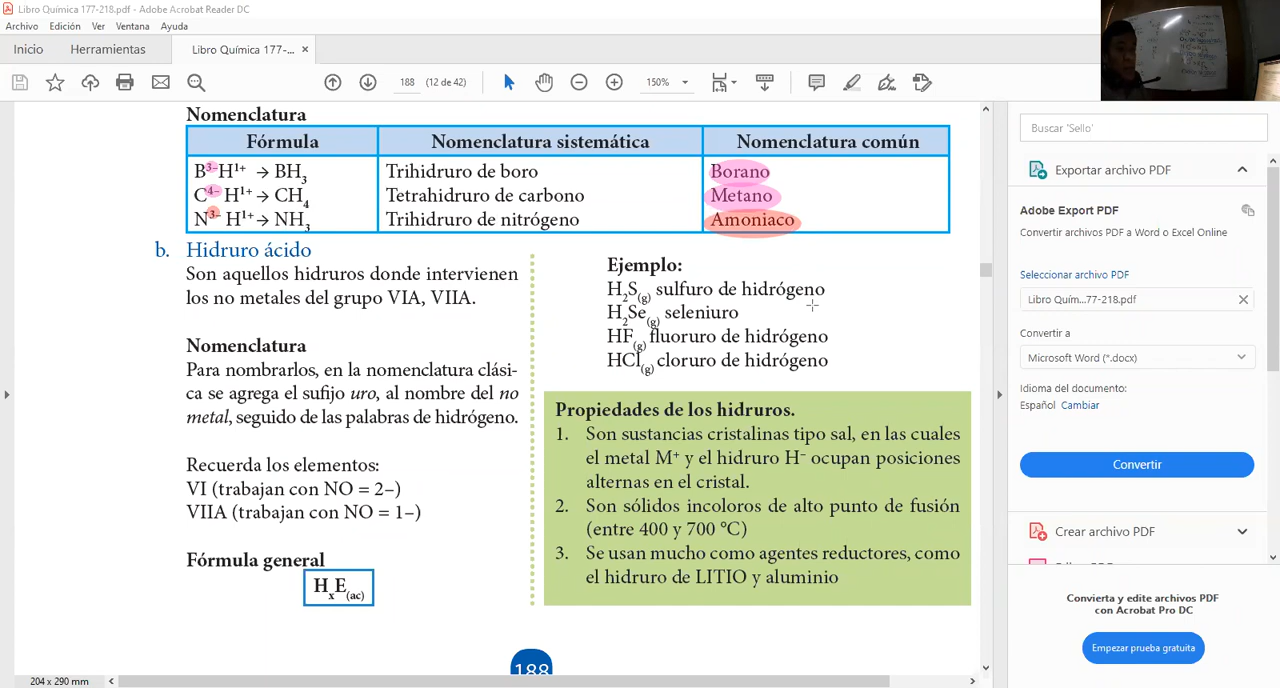 Libro Química 177-218.pdf - Adobe Acrobat Reader DC
Archivo Edición Ver Ventana Ayuda
Inicio Herramientas Libro Química 177-... ×
188 (12 de 42) 150%
Nomenclatura
Fórmula Nomenclatura sistemática Nomenclatura común
B³⁻H¹⁺ → BH₃ Trihidruro de boro Borano
C⁴⁻ H¹⁺ → CH₄ Tetrahidruro de carbono Metano
N³⁻ H¹⁺ → NH₃ Trihidruro de nitrógeno Amoniaco
b. Hidruro ácido
Son aquellos hidruros donde intervienen
los no metales del grupo VIA, VIIA.
Nomenclatura
Para nombrarlos, en la nomenclatura clási-
ca se agrega el sufijo uro, al nombre del no
metal, seguido de las palabras de hidrógeno.
Recuerda los elementos:
VI (trabajan con NO = 2–)
VIIA (trabajan con NO = 1–)
Fórmula general
HₓE(ac)
Ejemplo:
H₂S(g) sulfuro de hidrógeno
H₂Se(g) seleniuro
HF(g) fluoruro de hidrógeno
HCl(g) cloruro de hidrógeno
Propiedades de los hidruros.
1. Son sustancias cristalinas tipo sal, en las cuales
el metal M⁺ y el hidruro H⁻ ocupan posiciones
alternas en el cristal.
2. Son sólidos incoloros de alto punto de fusión
(entre 400 y 700 °C)
3. Se usan mucho como agentes reductores, como
el hidruro de LITIO y aluminio
188
204 x 290 mm
Buscar 'Sello'
Exportar archivo PDF
Adobe Export PDF
Convertir archivos PDF a Word o Excel Online
Seleccionar archivo PDF
Libro Quím...77-218.pdf
Convertir a
Microsoft Word (*.docx)
Idioma del documento:
Español Cambiar
Convertir
Crear archivo PDF
Convierta y edite archivos PDF
con Acrobat Pro DC
Empezar prueba gratuita